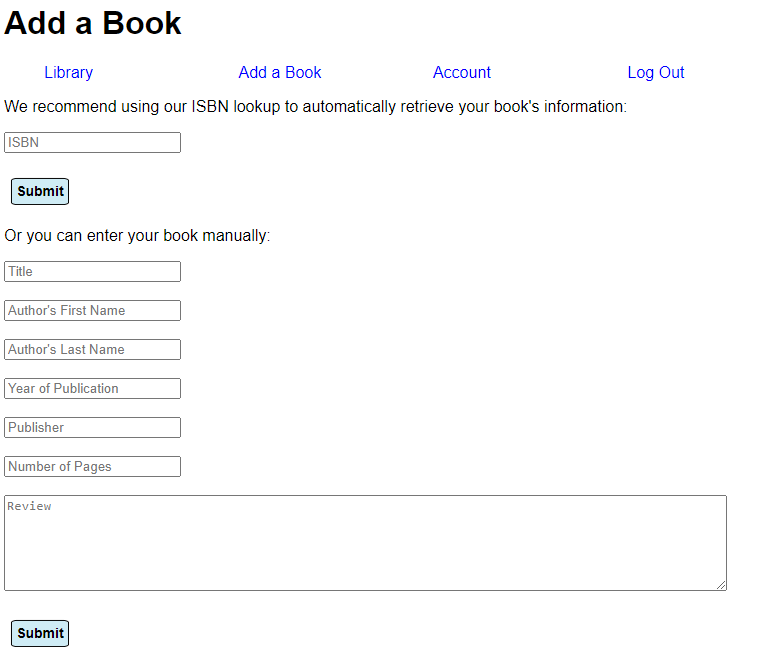 Add a Book
Library Add a Book Account Log Out
We recommend using our ISBN lookup to automatically retrieve your book's information:
ISBN
Submit
Or you can enter your book manually:
Title
Author's First Name
Author's Last Name
Year of Publication
Publisher
Number of Pages
Review
Submit